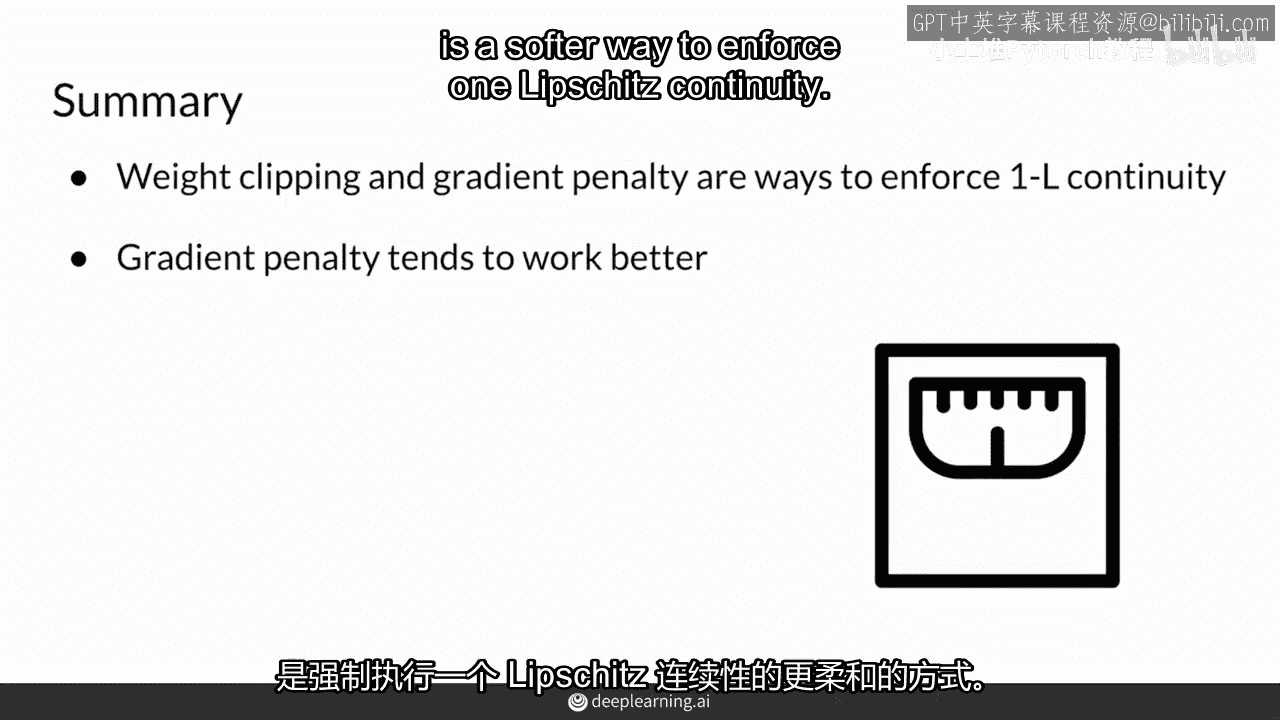 GPT中英字幕课程资源@bilibili.com
is a softer way to enforce
one Lipschitz continuity.
Summary
● Weight clipping and gradient penalty are ways to enforce 1-L continuity
● Gradient penalty tends to work better
是强制执行一个 Lipschitz 连续性的更柔和的方式。
deeplearning.ai